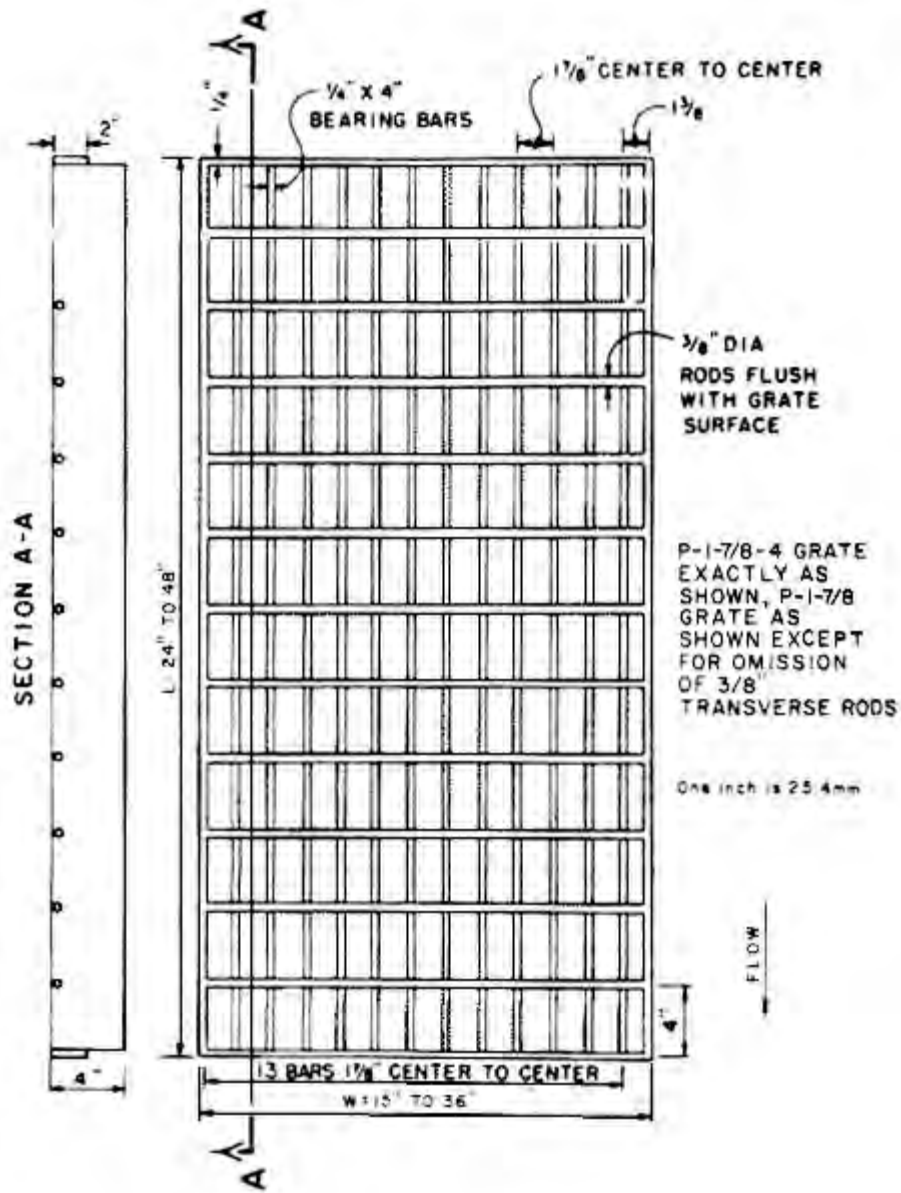 A
1/4"
1/4" X 4"
BEARING BARS
1 7/8" CENTER TO CENTER
1 3/8
2"
3/8" DIA
RODS FLUSH
WITH GRATE
SURFACE
SECTION A-A
L: 24" TO 48"
P-1-7/8-4 GRATE
EXACTLY AS
SHOWN, P-1-7/8
GRATE AS
SHOWN EXCEPT
FOR OMISSION
OF 3/8"
TRANSVERSE RODS
One inch is 25.4mm
FLOW
4"
4"
13 BARS 1 7/8" CENTER TO CENTER
W=15" TO 36"
A